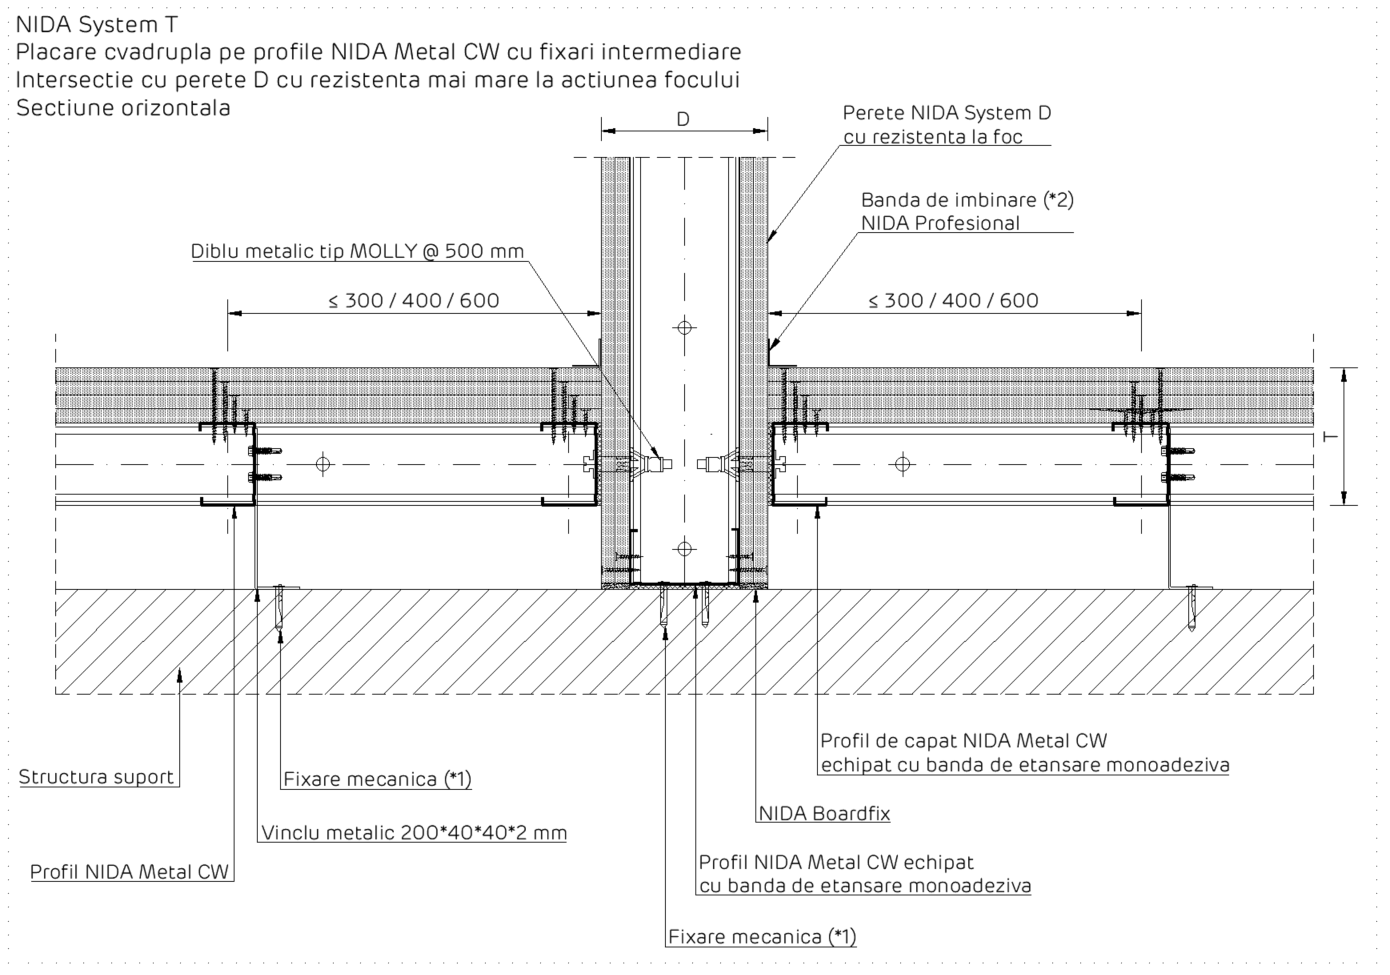 NIDA System T
Placare cvadrupla pe profile NIDA Metal CW cu fixari intermediare
Intersectie cu perete D cu rezistenta mai mare la actiunea focului
Sectiune orizontala
D
Perete NIDA System D
cu rezistenta la foc
Banda de imbinare (*2)
NIDA Profesional
Diblu metalic tip MOLLY @ 500 mm
≤ 300 / 400 / 600
≤ 300 / 400 / 600
T
Profil de capat NIDA Metal CW
echipat cu banda de etansare monoadeziva
Structura suport
Fixare mecanica (*1)
NIDA Boardfix
Vinclu metalic 200*40*40*2 mm
Profil NIDA Metal CW
Profil NIDA Metal CW echipat
cu banda de etansare monoadeziva
Fixare mecanica (*1)